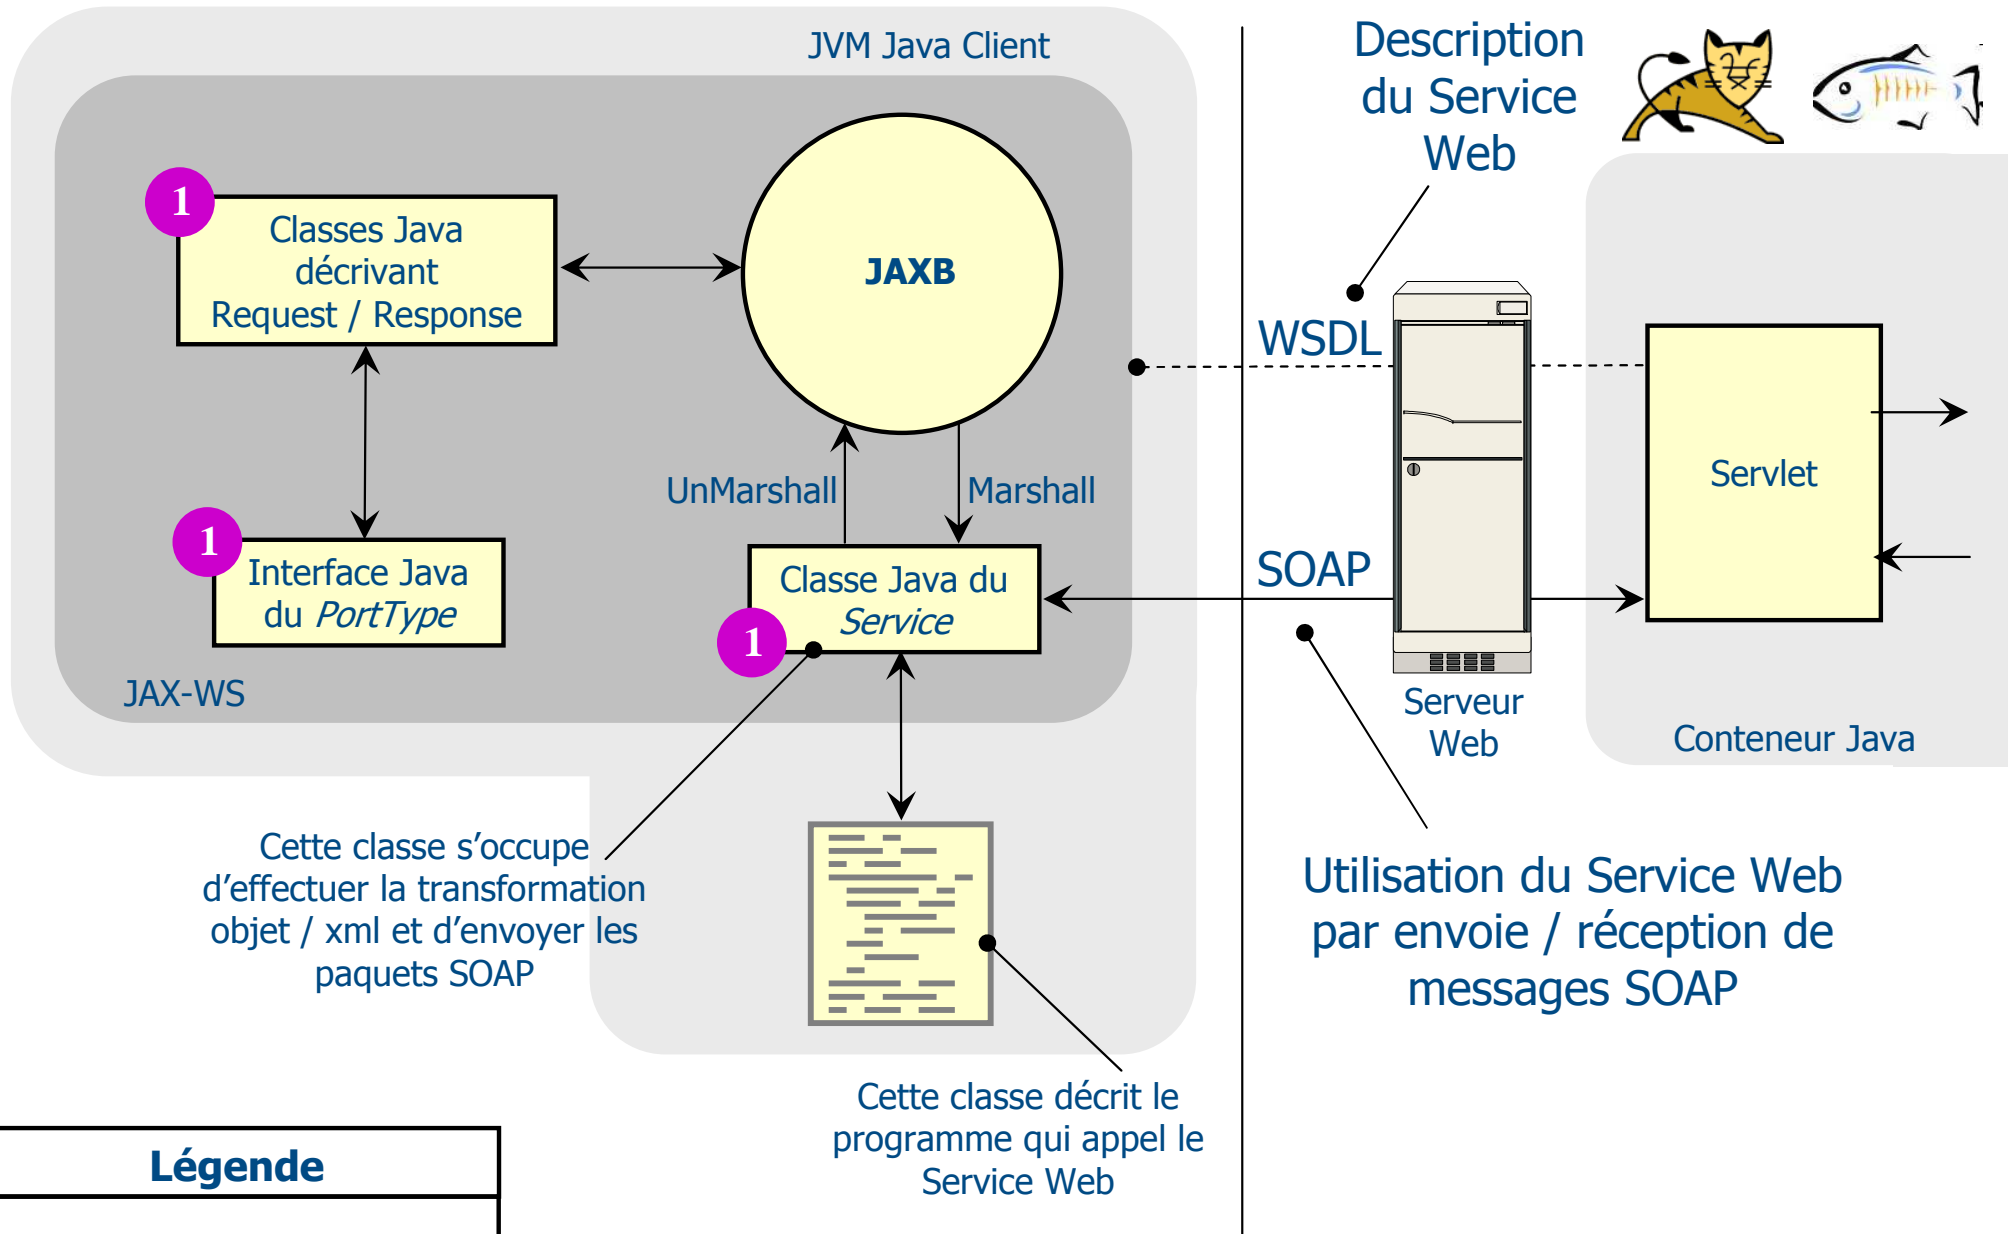 JVM Java Client
Description
du Service
Web
1
Classes Java
décrivant
Request / Response
JAXB
WSDL
UnMarshall
Marshall
Servlet
1
Interface Java
du PortType
Classe Java du
Service
1
SOAP
JAX-WS
Serveur
Web
Conteneur Java
Cette classe s’occupe
d’effectuer la transformation
objet / xml et d’envoyer les
paquets SOAP
Utilisation du Service Web
par envoie / réception de
messages SOAP
Cette classe décrit le
programme qui appel le
Service Web
Légende